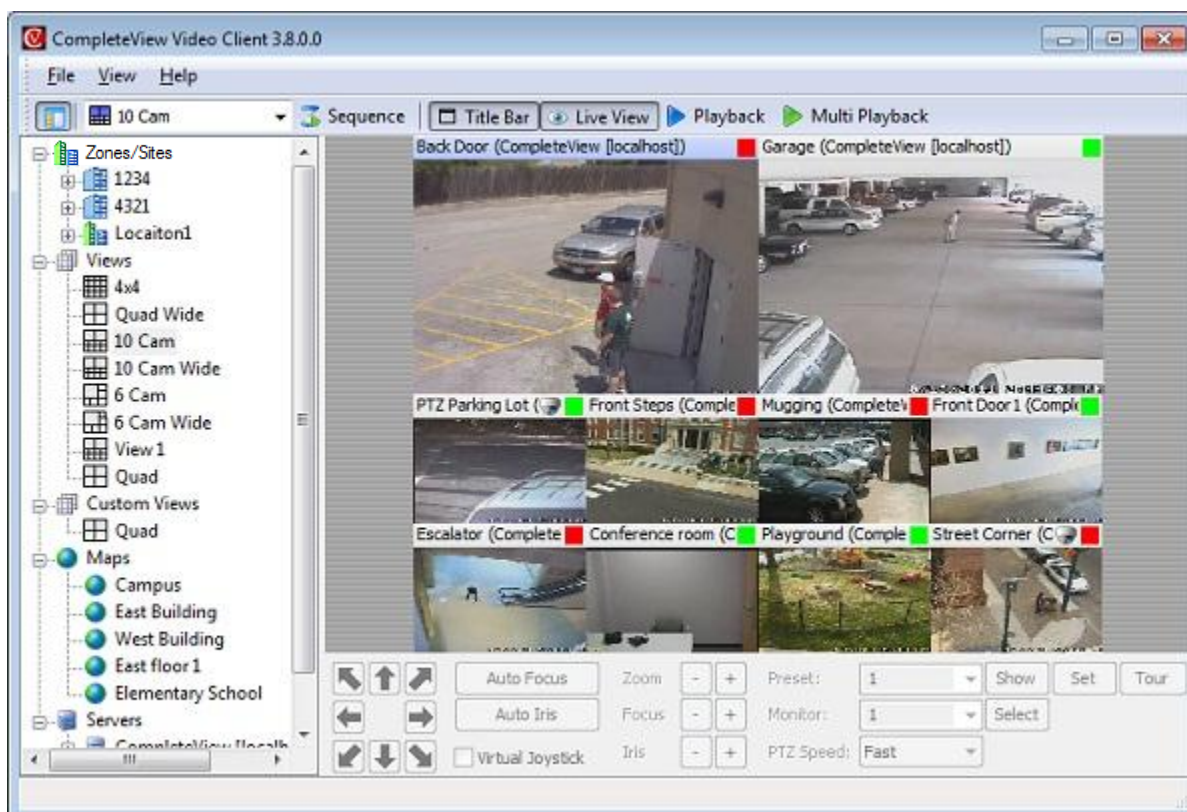 CompleteView Video Client 3.8.0.0
File View Help
10 Cam Sequence Title Bar Live View Playback Multi Playback
Zones/Sites
1234
4321
Locaiton1
Views
4x4
Quad Wide
10 Cam
10 Cam Wide
6 Cam
6 Cam Wide
View 1
Quad
Custom Views
Quad
Maps
Campus
East Building
West Building
East floor 1
Elementary School
Servers
CompleteView [localh
Back Door (CompleteView [localhost]) Garage (CompleteView [localhost])
PTZ Parking Lot ( Front Steps (Comple Mugging (CompleteV Front Door 1 (Comple
Escalator (Complete Conference room (C Playground (Comple Street Corner (C
Auto Focus Zoom - + Preset: 1 Show Set Tour
Auto Iris Focus - + Monitor: 1 Select
Virtual Joystick Iris - + PTZ Speed: Fast